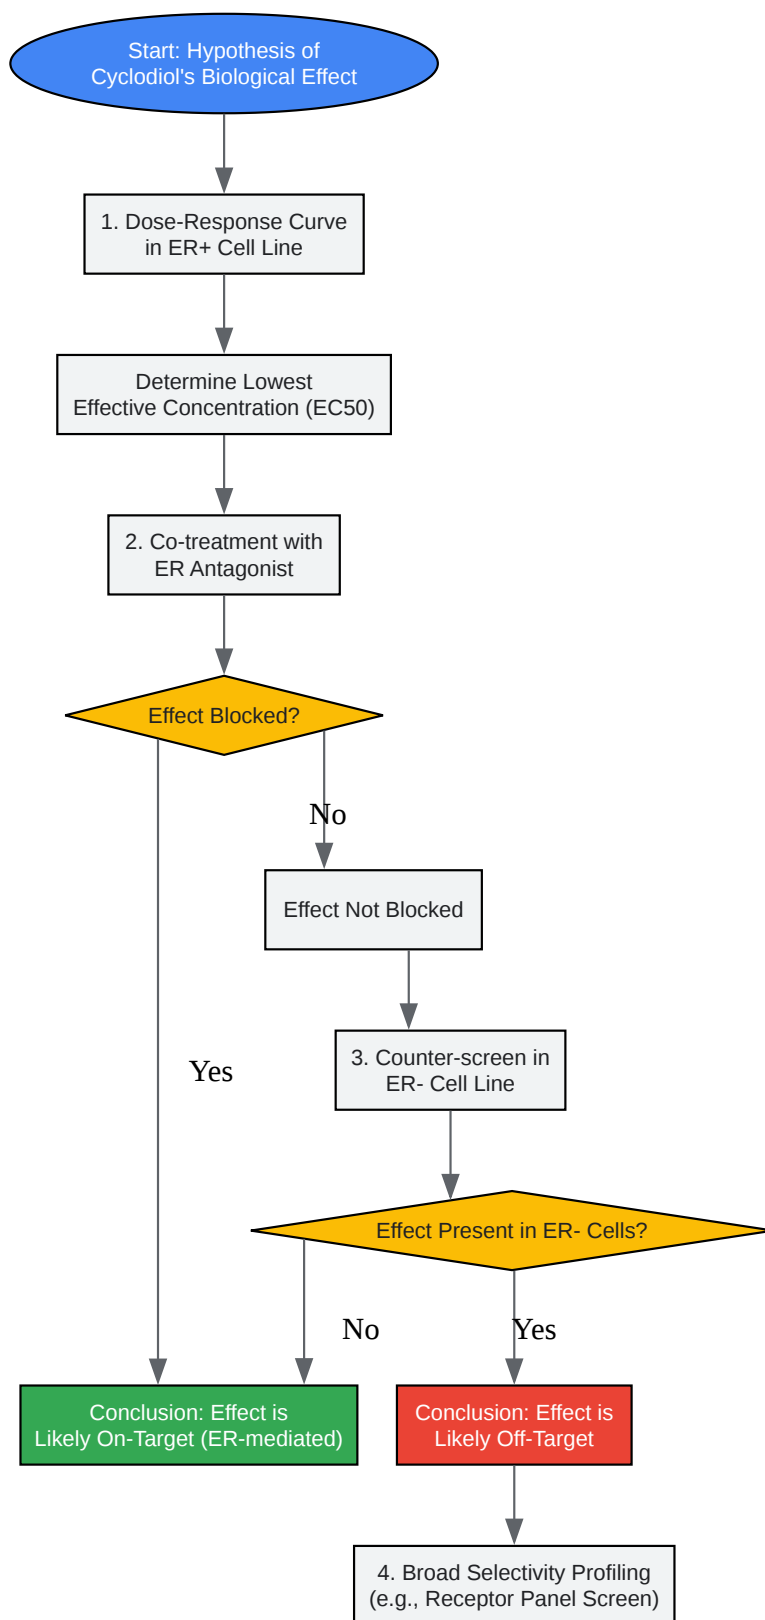 Start: Hypothesis of
Cyclodiol's Biological Effect
1. Dose-Response Curve
in ER+ Cell Line
Determine Lowest
Effective Concentration (EC50)
2. Co-treatment with
ER Antagonist
Effect Blocked?
No
Effect Not Blocked
3. Counter-screen in
ER- Cell Line
Yes
Effect Present in ER- Cells?
No
Yes
Conclusion: Effect is
Likely On-Target (ER-mediated)
Conclusion: Effect is
Likely Off-Target
4. Broad Selectivity Profiling
(e.g., Receptor Panel Screen)